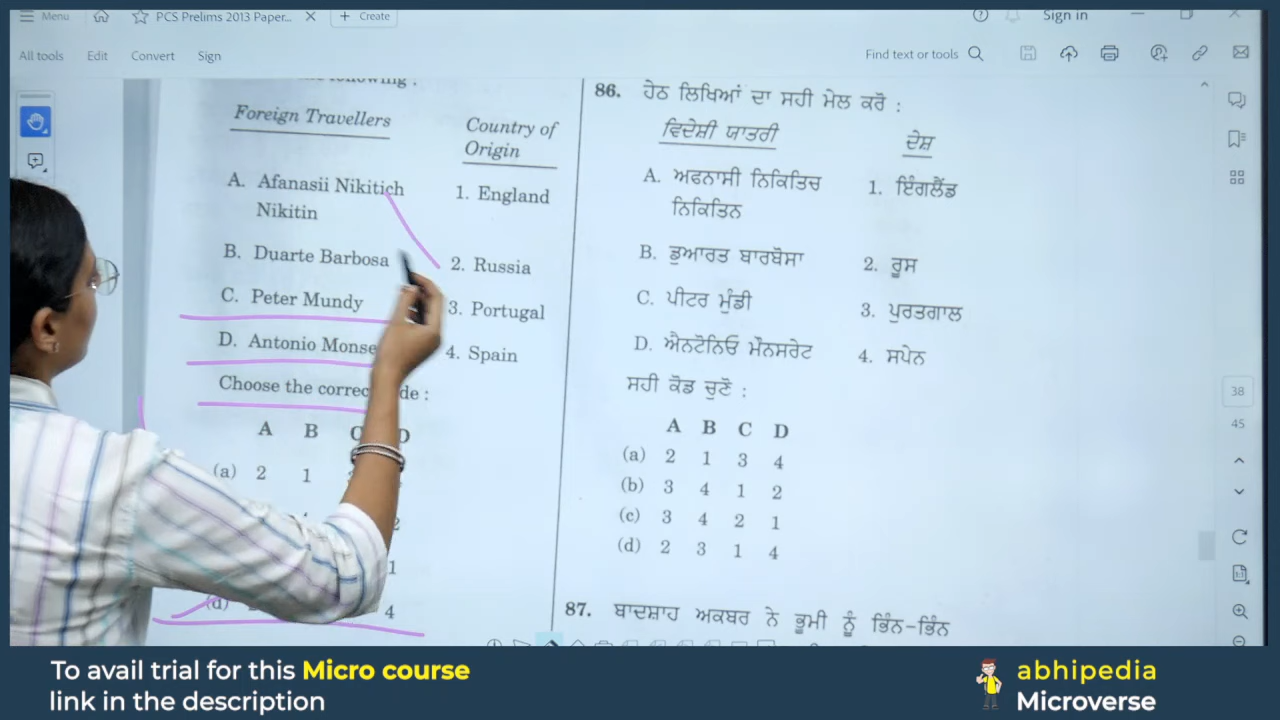 Menu
PCS Prelims 2013 Paper...
Create
Sign in
All tools Edit Convert Sign
Find text or tools
Foreign Travellers
Country of
Origin
A. Afanasii Nikitich
Nikitin
1. England
B. Duarte Barbosa
2. Russia
C. Peter Mundy
3. Portugal
D. Antonio
4. Spain
Choose the
A B
(a) 2 1
2
1
(d)
4
86. ਹੇਠ ਲਿਖਿਆਂ ਦਾ ਸਹੀ ਮੇਲ ਕਰੋ :
ਵਿਦੇਸ਼ੀ ਯਾਤਰੀ
ਦੇਸ਼
A. ਅਫਨਾਸੀ ਨਿਕਿਤਿਚ
ਨਿਕਿਤਿਨ
1. ਇੰਗਲੈਂਡ
B. ਡੁਆਰਤ ਬਾਰਬੋਸਾ
2. ਰੂਸ
C. ਪੀਟਰ ਮੁੰਡੀ
3. ਪੁਰਤਗਾਲ
D. ਐਨਟੋਨਿਓ ਮੌਨਸਰੇਟ
4. ਸਪੇਨ
ਸਹੀ ਕੋਡ ਚੁਣੋ :
A B C D
(a) 2 1 3 4
(b) 3 4 1 2
(c) 3 4 2 1
(d) 2 3 1 4
87. ਬਾਦਸ਼ਾਹ ਅਕਬਰ ਨੇ ਭੂਮੀ ਨੂੰ ਭਿੰਨ-ਭਿੰਨ
38
45
To avail trial for this Micro course
link in the description
abhipedia
Microverse